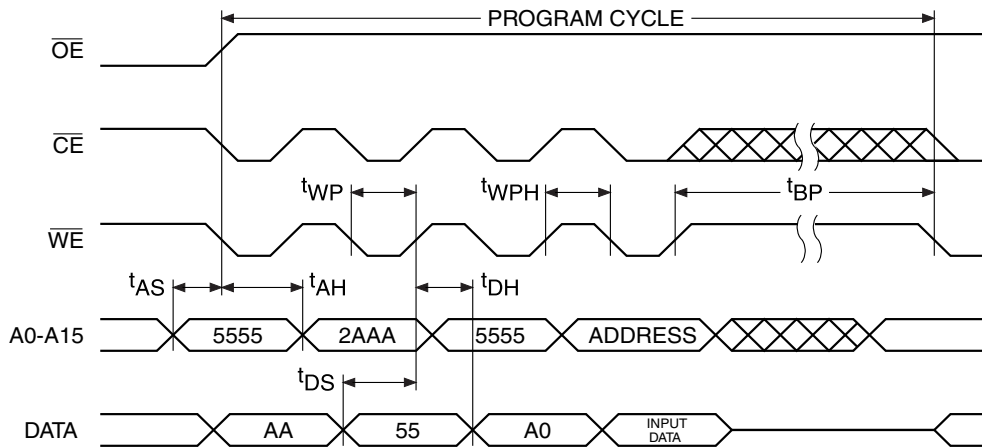 PROGRAM CYCLE
OE
CE
tWP
tWPH
tBP
WE
tAS
tAH
tDH
A0-A15 5555 2AAA 5555 ADDRESS
tDS
DATA AA 55 A0 INPUT DATA